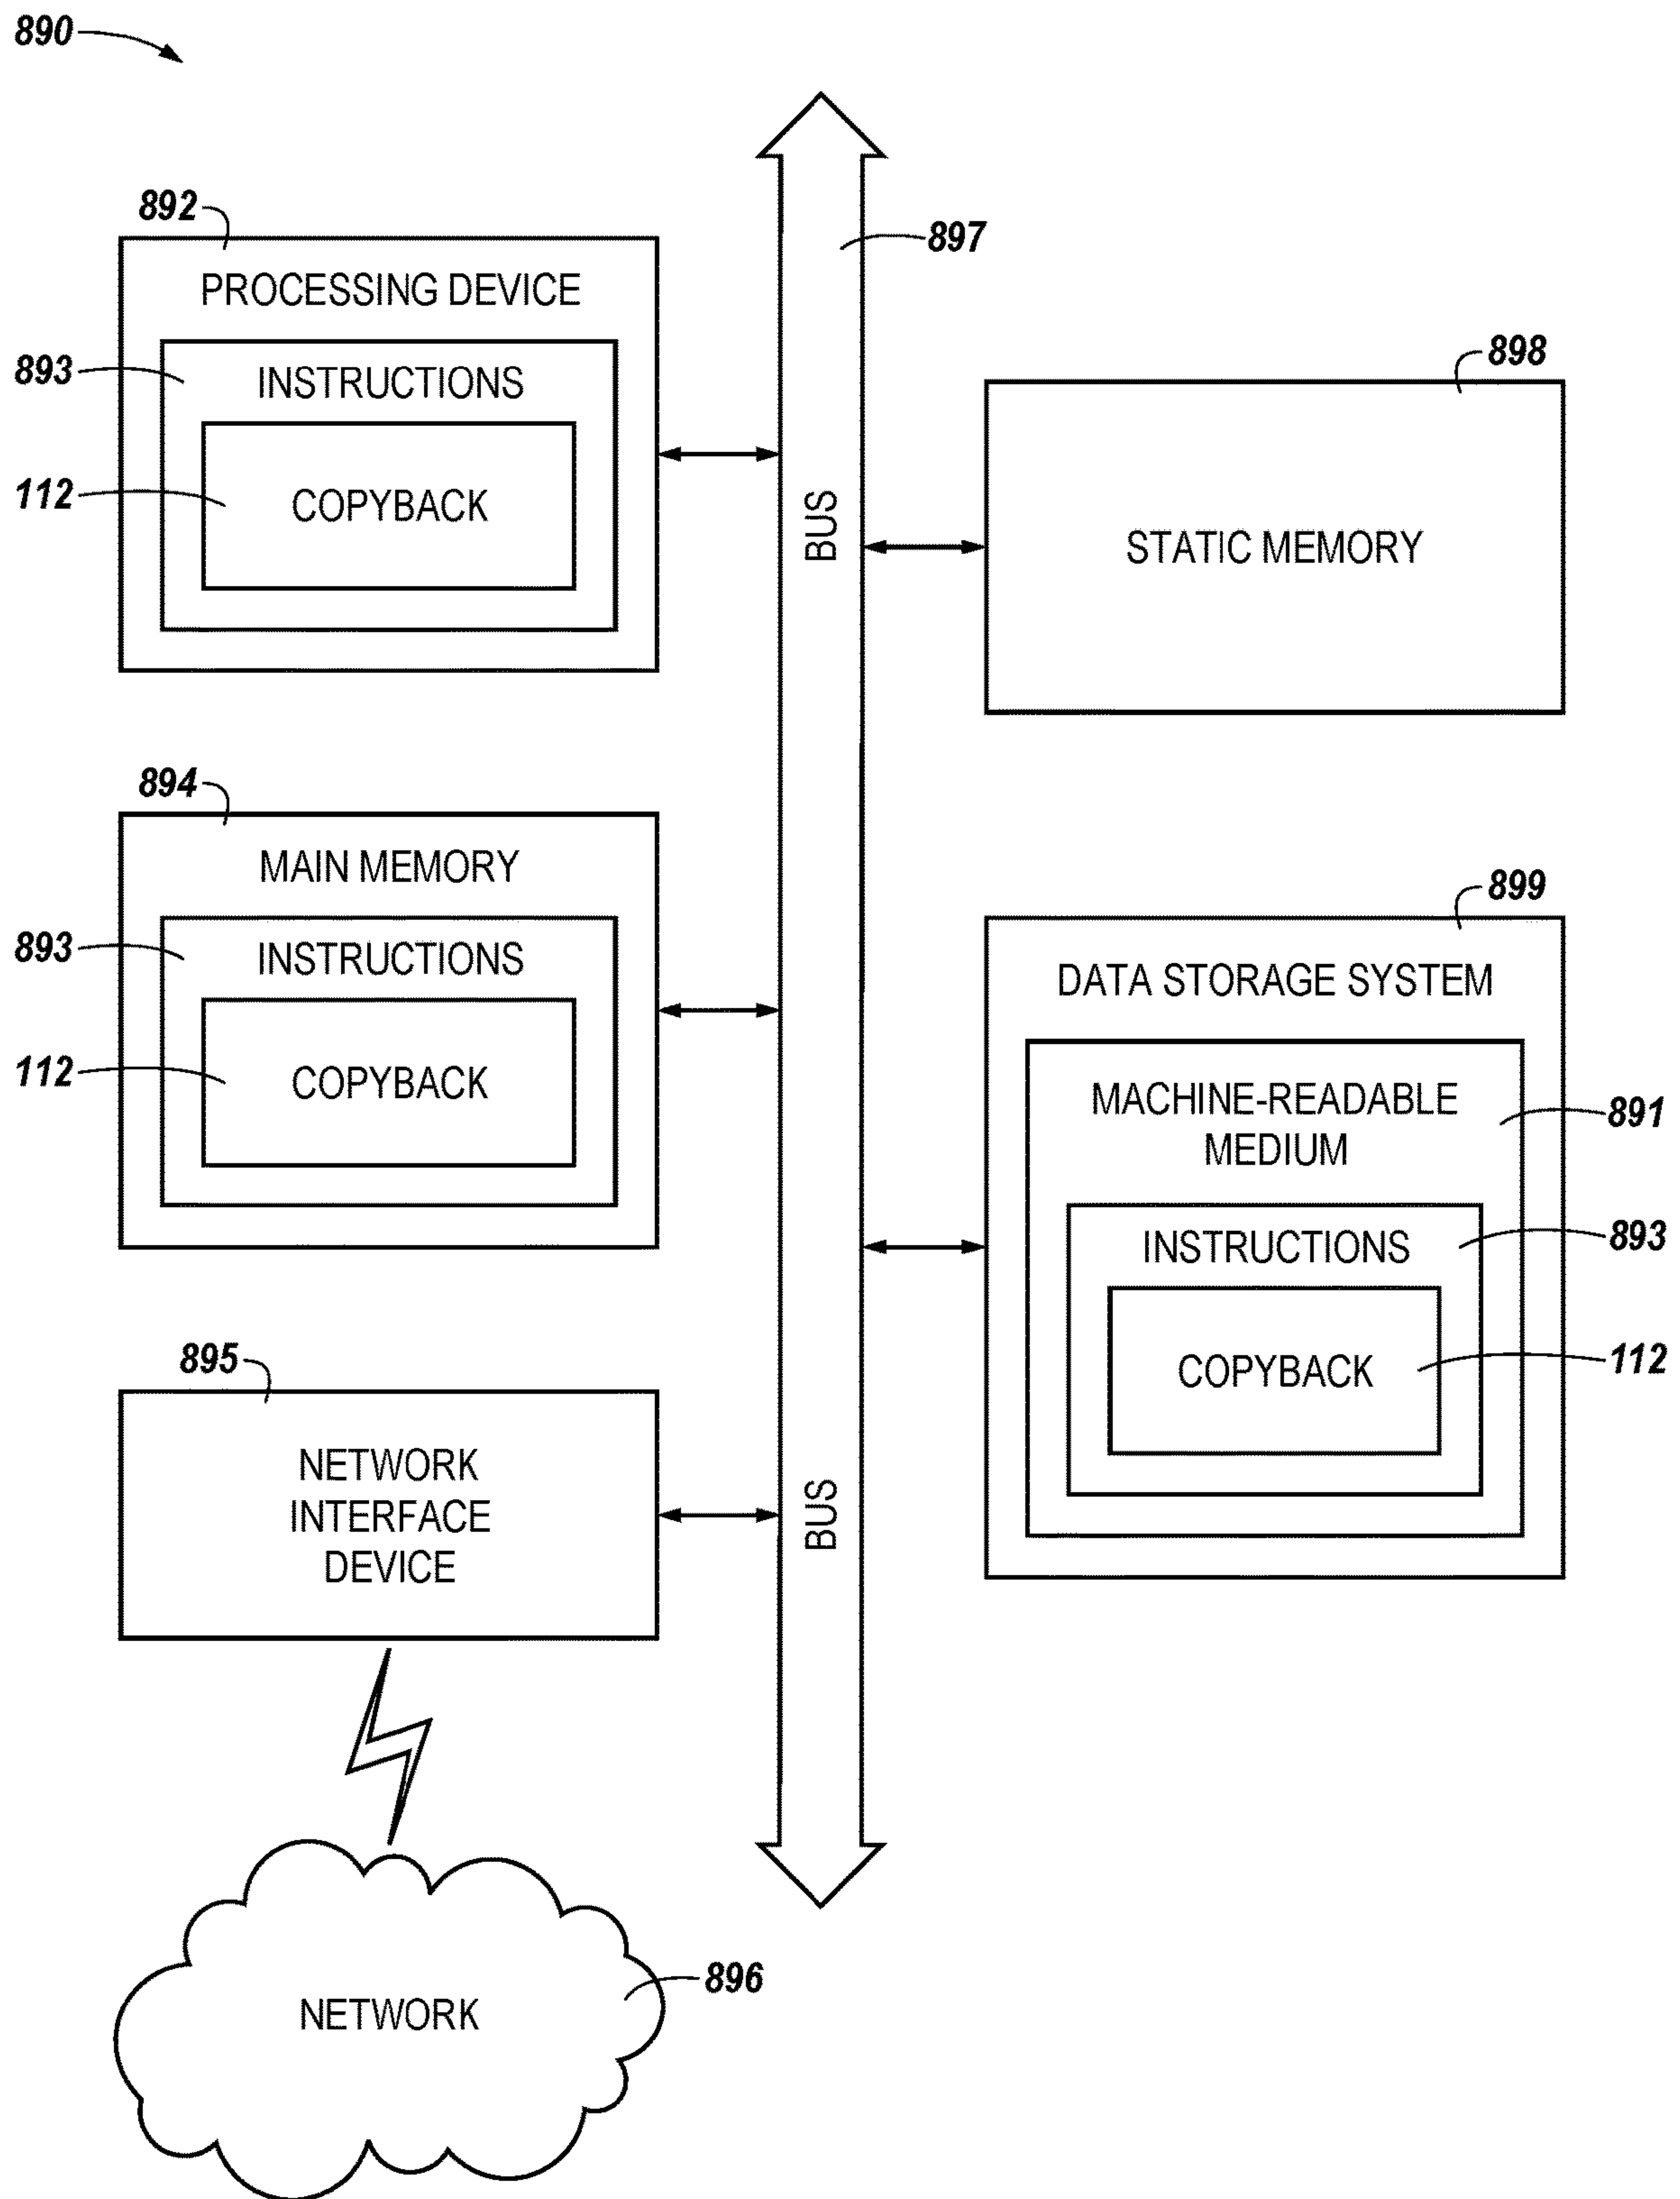 890
892
PROCESSING DEVICE
893
INSTRUCTIONS
112
COPYBACK
894
MAIN MEMORY
893
INSTRUCTIONS
112
COPYBACK
895
NETWORK
INTERFACE
DEVICE
NETWORK
896
897
BUS
BUS
898
STATIC MEMORY
899
DATA STORAGE SYSTEM
MACHINE-READABLE
MEDIUM
891
INSTRUCTIONS
893
COPYBACK
112